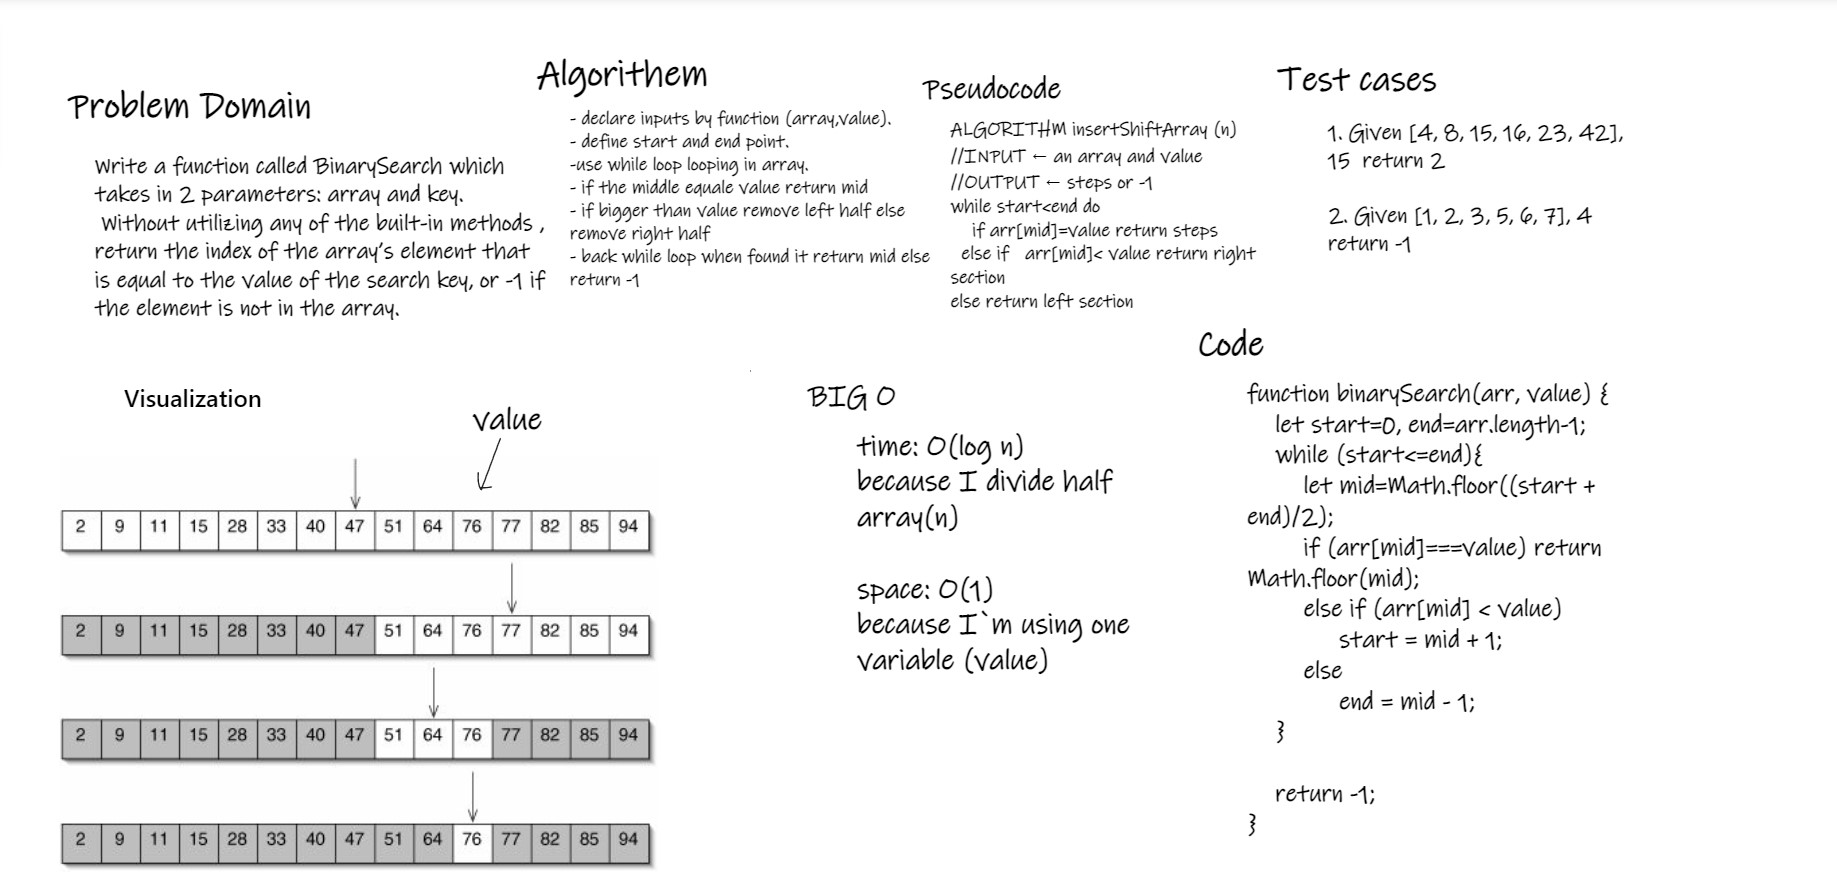 Problem Domain
Write a function called BinarySearch which
takes in 2 parameters: array and key.
Without utilizing any of the built-in methods ,
return the index of the array's element that
is equal to the value of the search key, or -1 if
the element is not in the array.
Algorithem
- declare inputs by function (array,value).
- define start and end point.
-use while loop looping in array.
- if the middle equale value return mid
- if bigger than value remove left half else
remove right half
- back while loop when found it return mid else
return -1
Pseudocode
ALGORITHM insertShiftArray (n)
//INPUT ← an array and value
//OUTPUT ← steps or -1
while start<end do
if arr[mid]=value return steps
else if arr[mid]< value return right
section
else return left section
Test cases
1. Given [4, 8, 15, 16, 23, 42],
15 return 2
2. Given [1, 2, 3, 5, 6, 7], 4
return -1
Visualization
value
2 9 11 15 28 33 40 47 51 64 76 77 82 85 94
2 9 11 15 28 33 40 47 51 64 76 77 82 85 94
2 9 11 15 28 33 40 47 51 64 76 77 82 85 94
2 9 11 15 28 33 40 47 51 64 76 77 82 85 94
BIG O
time: O(log n)
because I divide half
array(n)
space: O(1)
because I`m using one
variable (value)
Code
function binarySearch(arr, value) {
let start=0, end=arr.length-1;
while (start<=end){
let mid=Math.floor((start +
end)/2);
if (arr[mid]===value) return
Math.floor(mid);
else if (arr[mid] < value)
start = mid + 1;
else
end = mid - 1;
}
return -1;
}